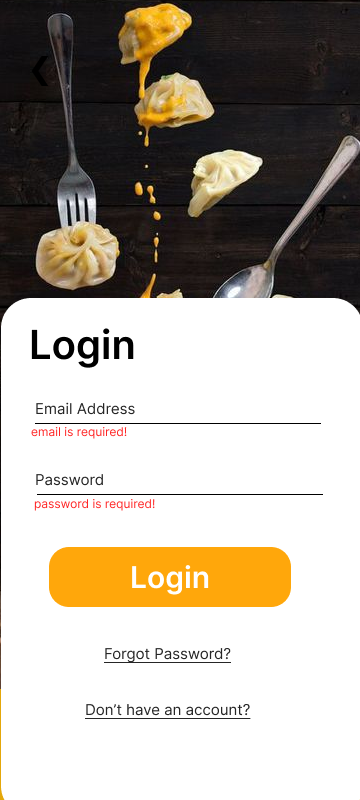 Login
Email Address
email is required!
Password
password is required!
Login
Forgot Password?
Don’t have an account?